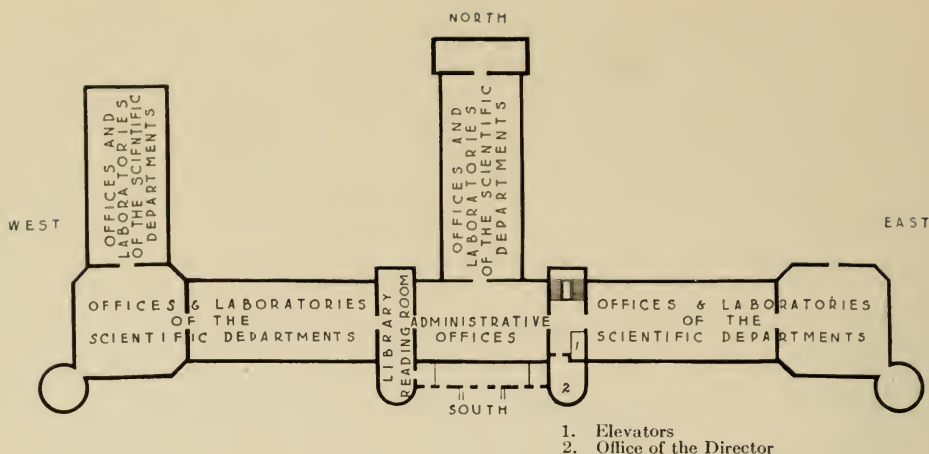 NORTH
OFFICES AND
LABORATORIES
OF THE SCIENTIFIC
DEPARTMENTS
OFFICES AND
LABORATORIES
OF THE SCIENTIFIC
DEPARTMENTS
WEST
EAST
OFFICES & LABORATORIES
OF THE
SCIENTIFIC DEPARTMENTS
LIBRARY
READING ROOM
ADMINISTRATIVE
OFFICES
OFFICES & LABORATORIES
OF THE
SCIENTIFIC DEPARTMENTS
1
2
SOUTH
1. Elevators
2. Office of the Director